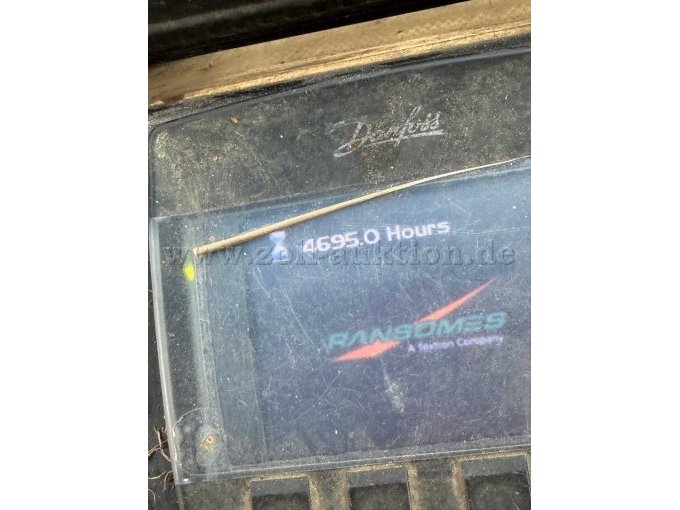 Danfoss
4695.0 Hours
www.zoll-auktion.de
RANSOMES
A Textron Company